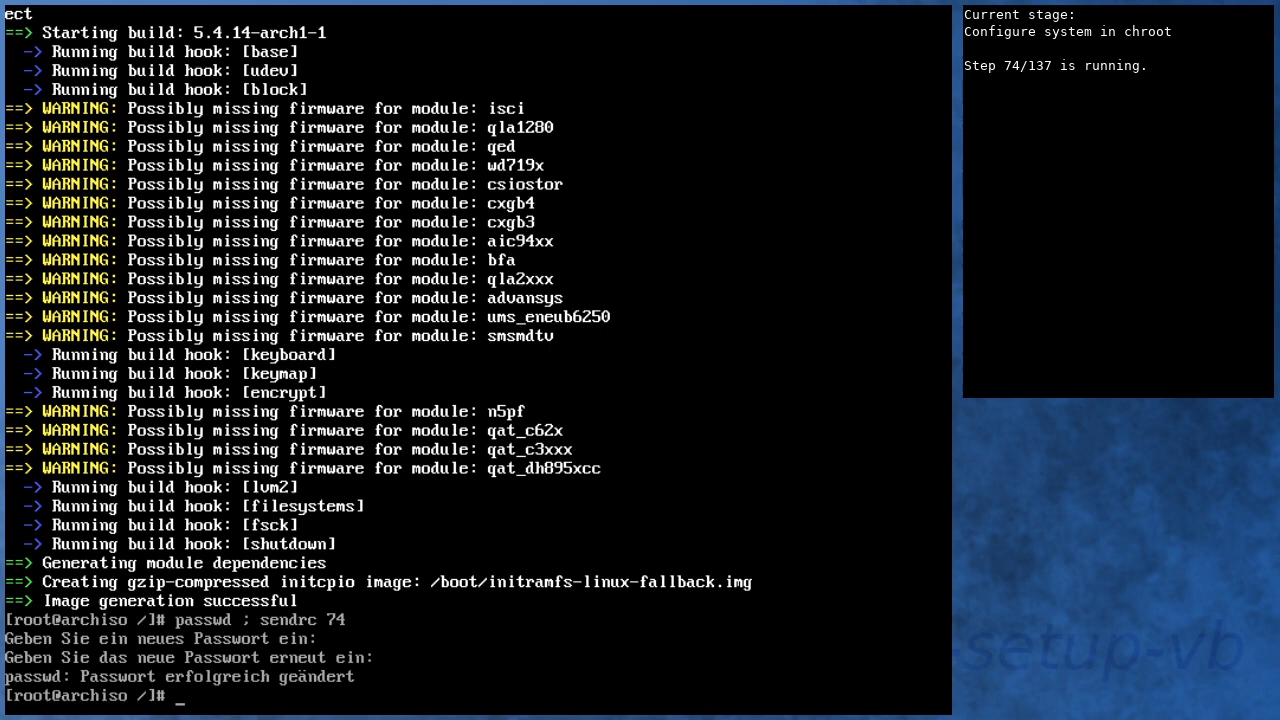 ect
==> Starting build: 5.4.14-arch1-1
-> Running build hook: [base]
-> Running build hook: [udev]
-> Running build hook: [block]
==> WARNING: Possibly missing firmware for module: isci
==> WARNING: Possibly missing firmware for module: qla1280
==> WARNING: Possibly missing firmware for module: qed
==> WARNING: Possibly missing firmware for module: wd719x
==> WARNING: Possibly missing firmware for module: csiostor
==> WARNING: Possibly missing firmware for module: cxgb4
==> WARNING: Possibly missing firmware for module: cxgb3
==> WARNING: Possibly missing firmware for module: aic94xx
==> WARNING: Possibly missing firmware for module: bfa
==> WARNING: Possibly missing firmware for module: qla2xxx
==> WARNING: Possibly missing firmware for module: advansys
==> WARNING: Possibly missing firmware for module: ums_eneub6250
==> WARNING: Possibly missing firmware for module: smsmdtv
-> Running build hook: [keyboard]
-> Running build hook: [keymap]
-> Running build hook: [encrypt]
==> WARNING: Possibly missing firmware for module: n5pf
==> WARNING: Possibly missing firmware for module: qat_c62x
==> WARNING: Possibly missing firmware for module: qat_c3xxx
==> WARNING: Possibly missing firmware for module: qat_dh895xcc
-> Running build hook: [lvm2]
-> Running build hook: [filesystems]
-> Running build hook: [fsck]
-> Running build hook: [shutdown]
==> Generating module dependencies
==> Creating gzip-compressed initcpio image: /boot/initramfs-linux-fallback.img
==> Image generation successful
[root@archiso /]# passwd ; sendrc 74
Geben Sie ein neues Passwort ein:
Geben Sie das neue Passwort erneut ein:
passwd: Passwort erfolgreich geändert
[root@archiso /]# _
Current stage:
Configure system in chroot
Step 74/137 is running.
-setup-vb